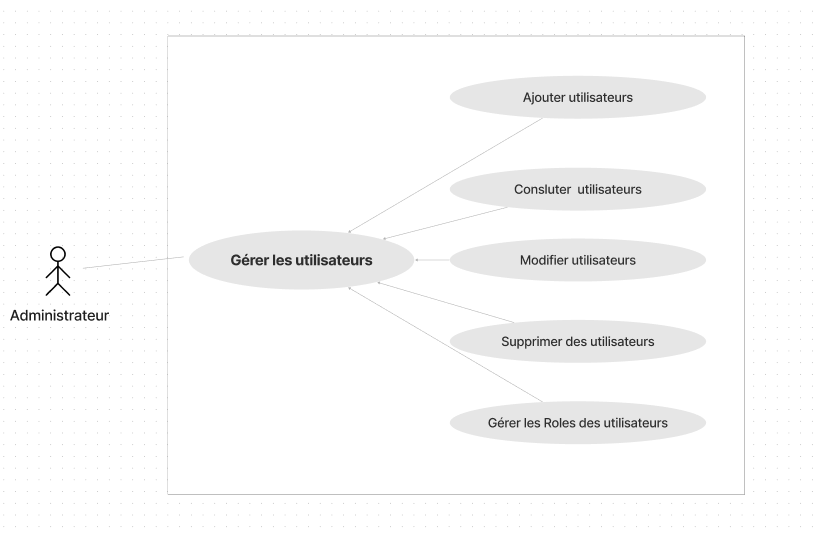 Ajouter utilisateurs
Consluter  utilisateurs
Gérer les utilisateurs
Modifier utilisateurs
Administrateur
Supprimer des utilisateurs
Gérer les Roles des utilisateurs